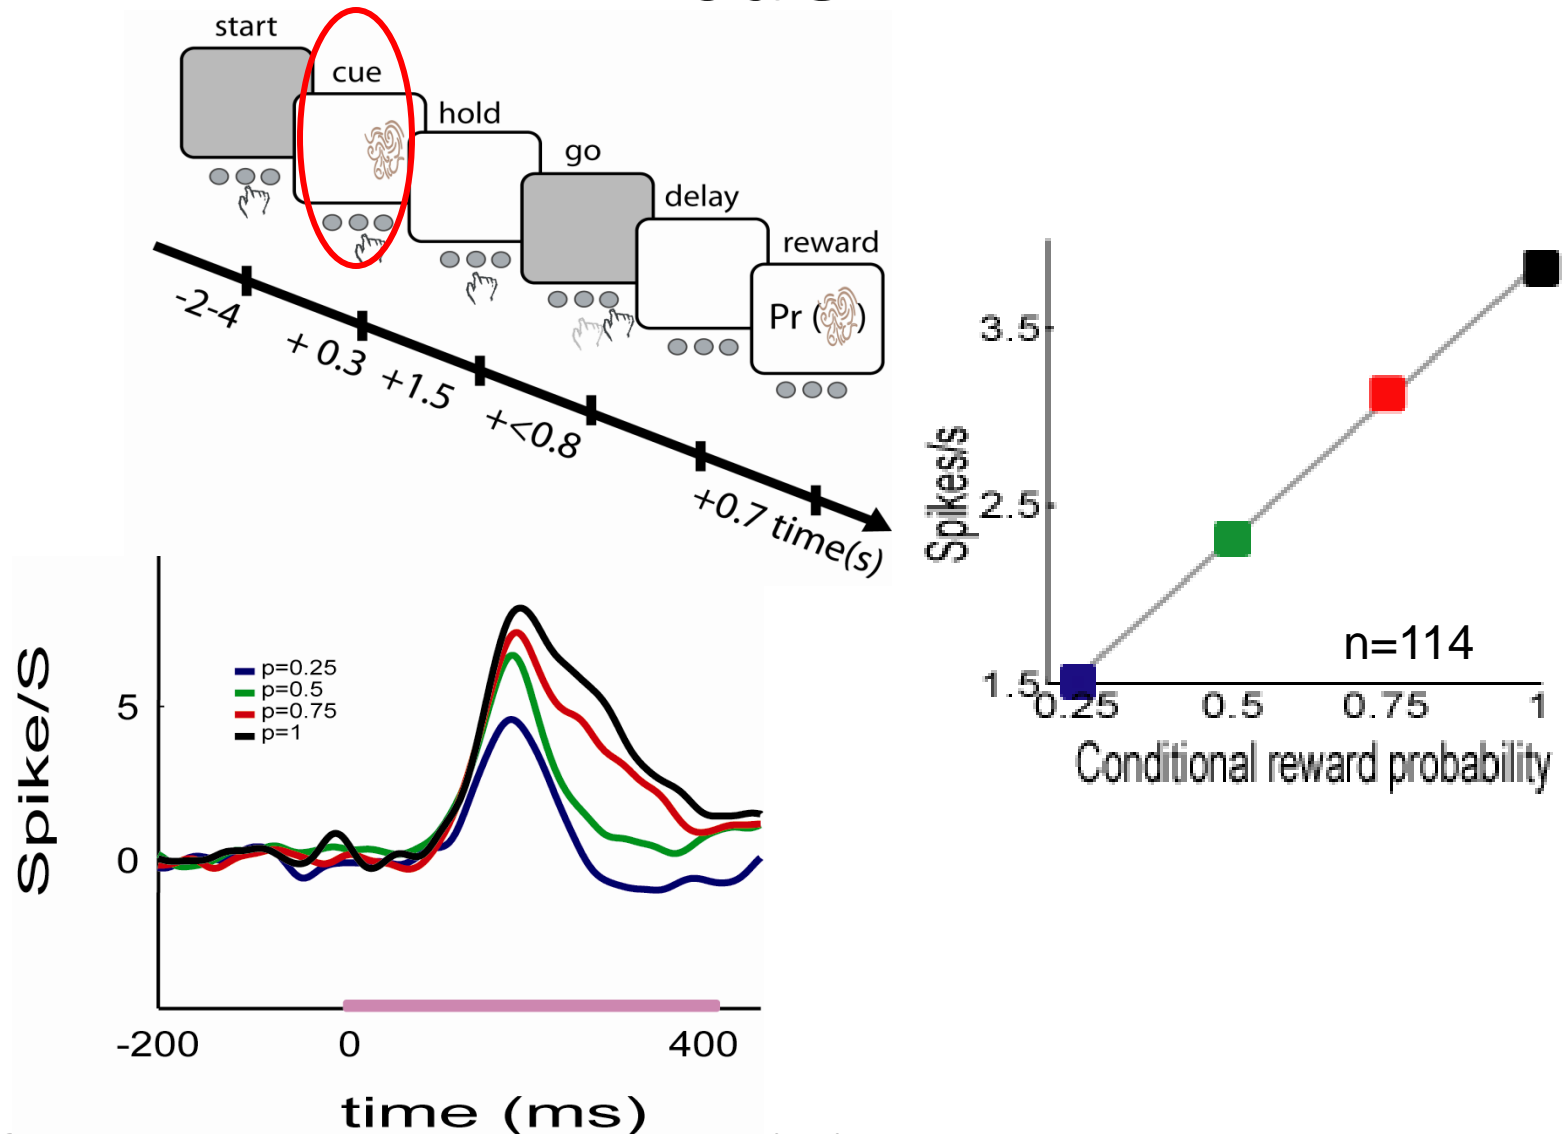 start
cue
hold
go
delay
reward
Pr ( )
-2-4
+ 0.3
+1.5
+<0.8
+0.7 time(s)
Spike/S
5
0
p=0.25
p=0.5
p=0.75
p=1
-200
0
400
time (ms)
Spikes/s
3.5
2.5
1.5
n=114
0.25
0.5
0.75
1
Conditional reward probability